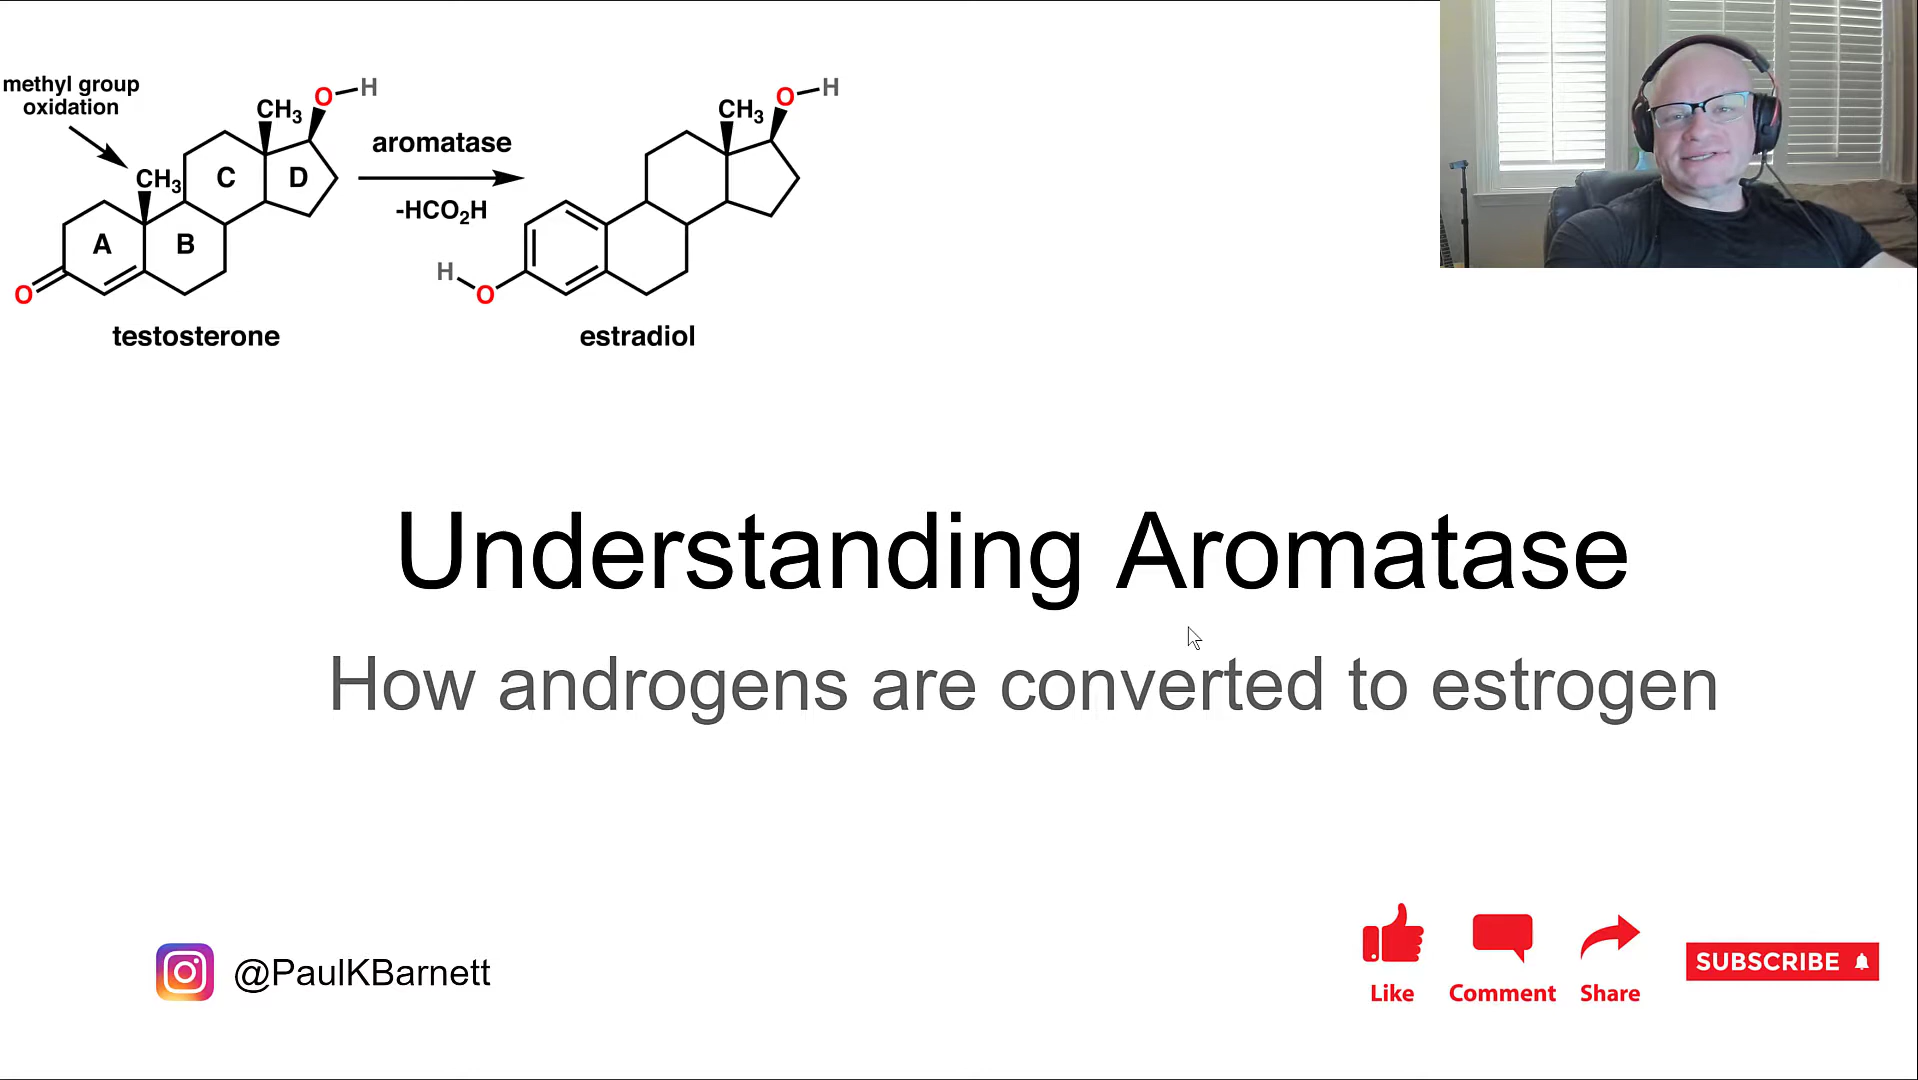 methyl group
oxidation
CH3
A
B
C
D
CH3
O
H
O
testosterone
aromatase
-HCO2H
CH3
O
H
H
O
estradiol
Understanding Aromatase
How androgens are converted to estrogen
@PaulKBarnett
Like
Comment
Share
SUBSCRIBE